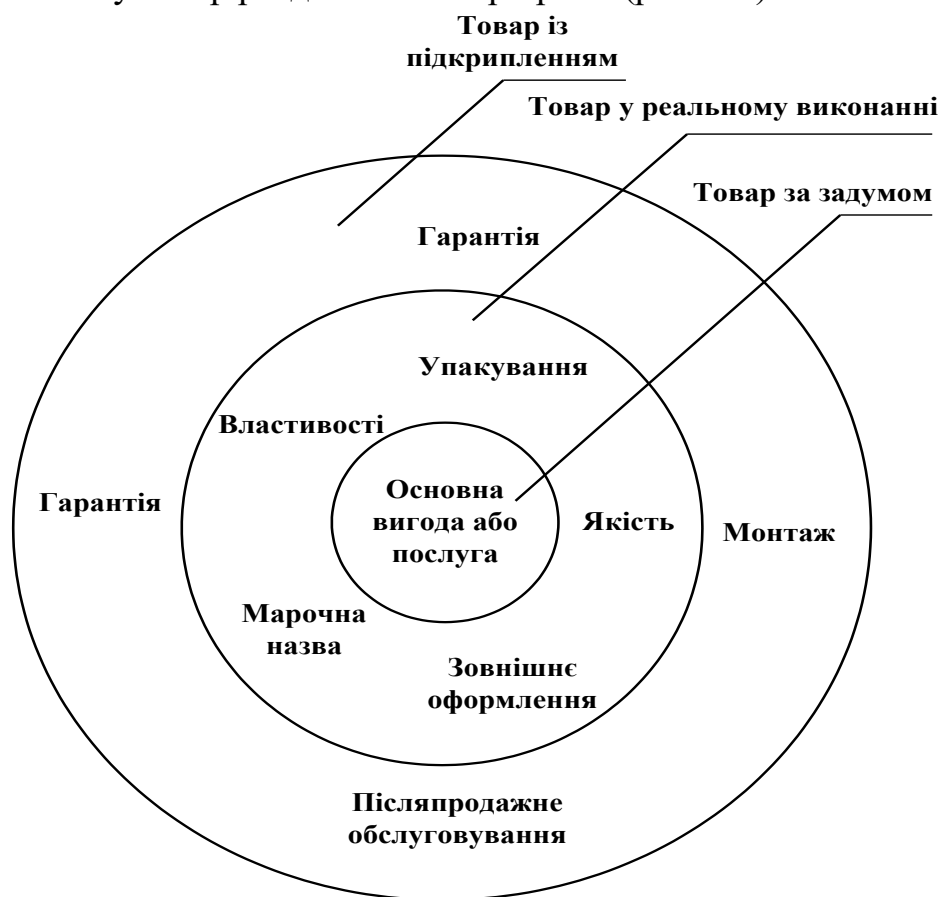 Товар із
підкрипленням
Товар у реальному виконанні
Товар за задумом
Гарантія
Упакування
Властивості
Основна
вигода або
послуга
Гарантія
Якість
Монтаж
Марочна
назва
Зовнішнє
оформлення
Післяпродажне
обслуговування